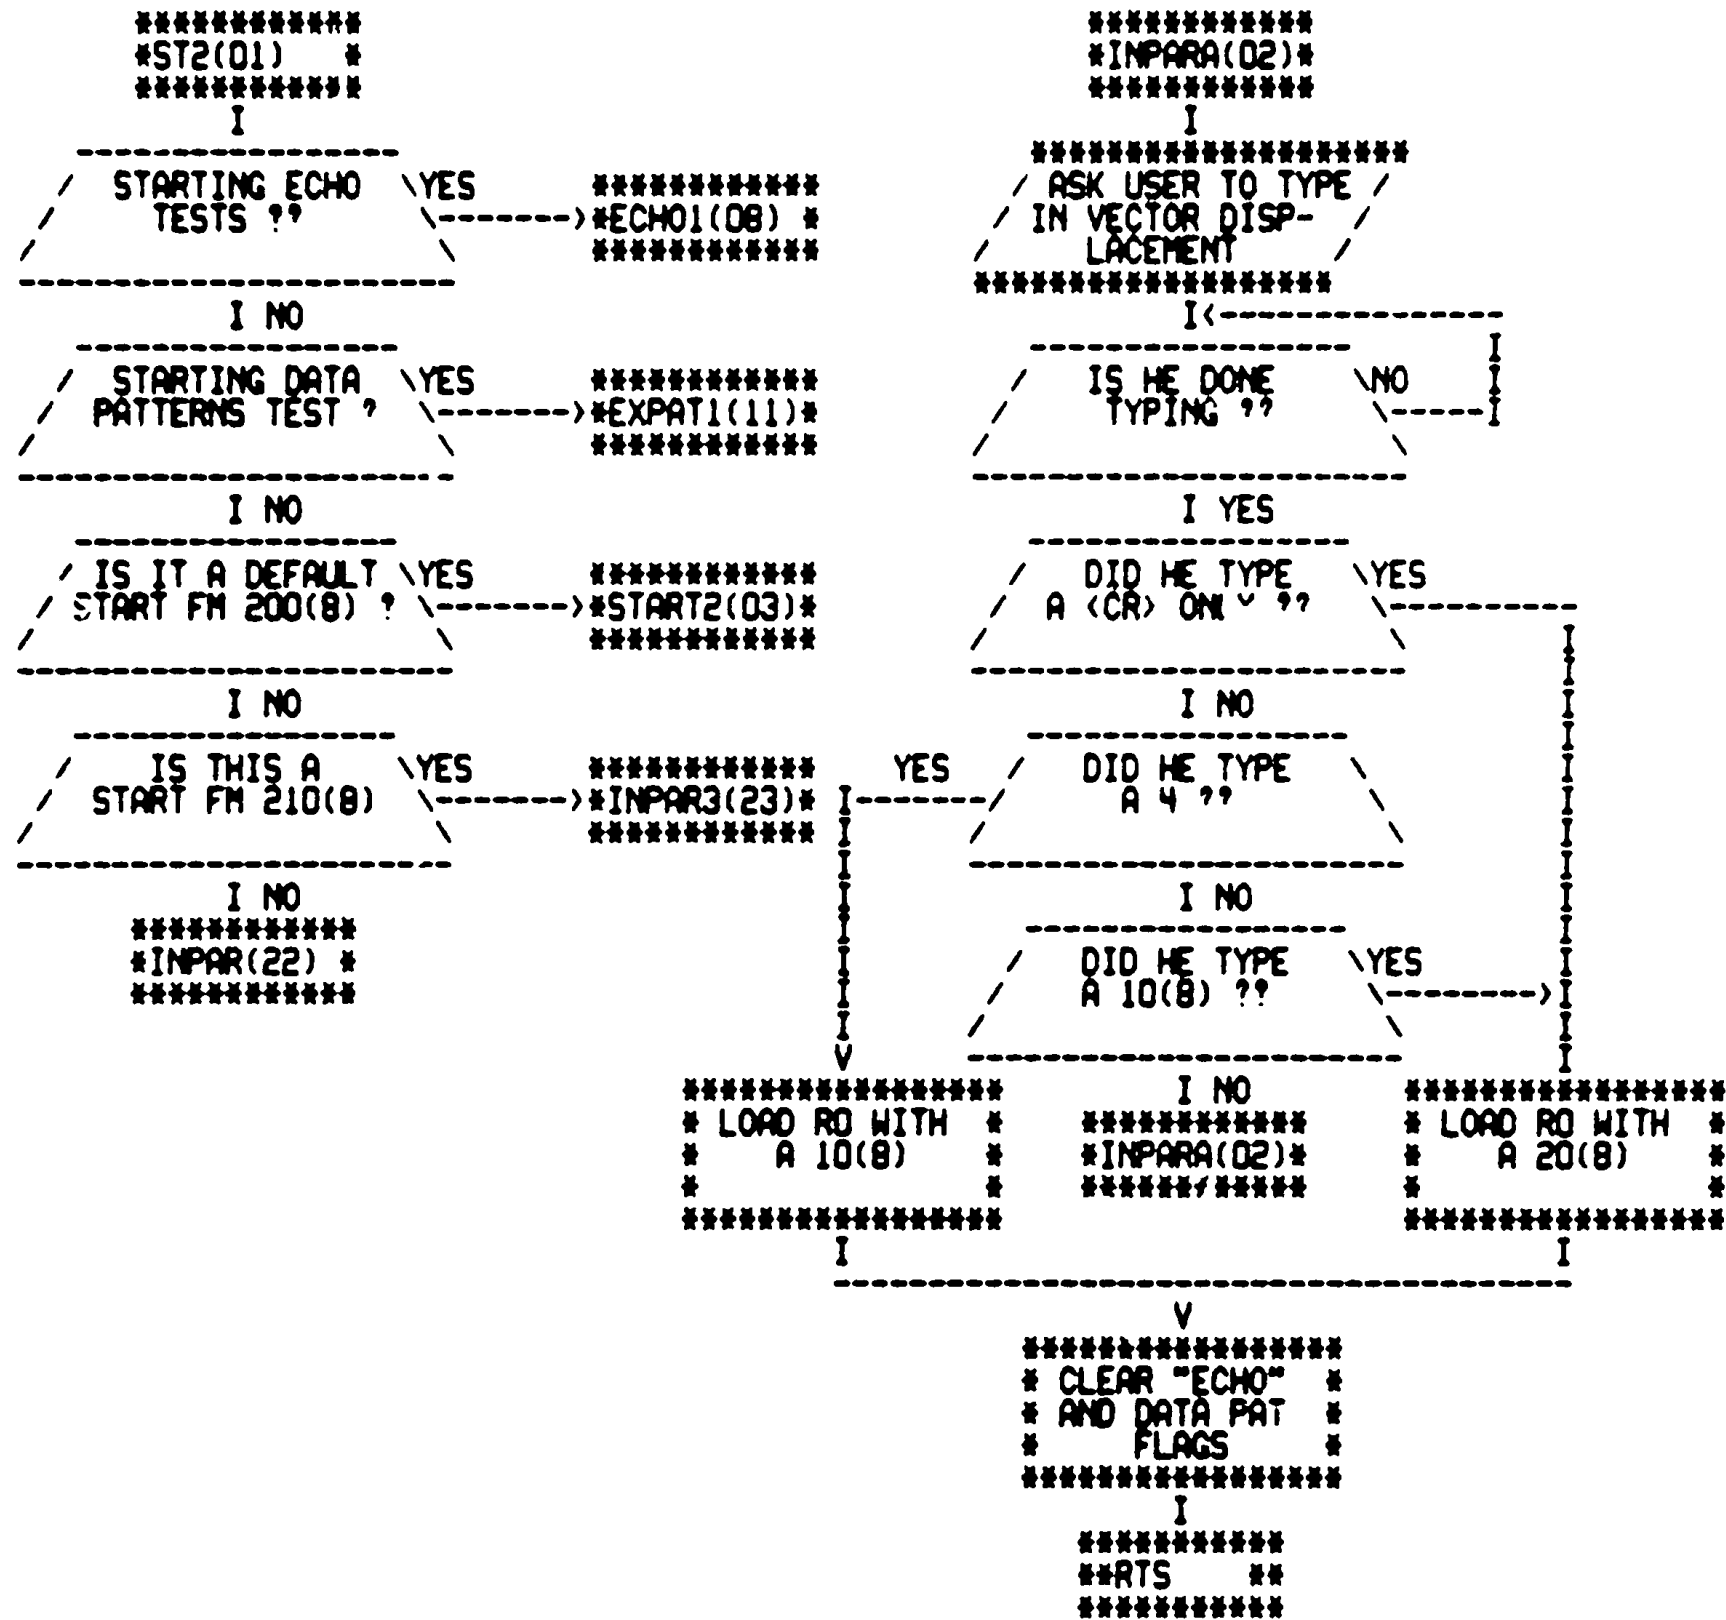 *ST2(01) *
I
STARTING ECHO
TESTS ??
YES
*ECHO1(08) *
I NO
STARTING DATA
PATTERNS TEST ?
YES
*EXPAT1(11)*
I NO
IS IT A DEFAULT
START FM 200(8) ?
YES
*START2(03)*
I NO
IS THIS A
START FM 210(8)
YES
*INPAR3(23)*
I NO
*INPAR(22) *
*INPARA(02)*
I
ASK USER TO TYPE
IN VECTOR DISP-
LACEMENT
I
IS HE DONE
TYPING ??
NO
I YES
DID HE TYPE
A <CR> ONLY ??
YES
I NO
DID HE TYPE
A 4 ??
YES
I NO
DID HE TYPE
A 10(8) ??
YES
I NO
*INPARA(02)*
* LOAD R0 WITH *
* A 10(8) *
* LOAD R0 WITH *
* A 20(8) *
I
I
V
* CLEAR "ECHO" *
* AND DATA PAT *
* FLAGS *
I
**RTS **